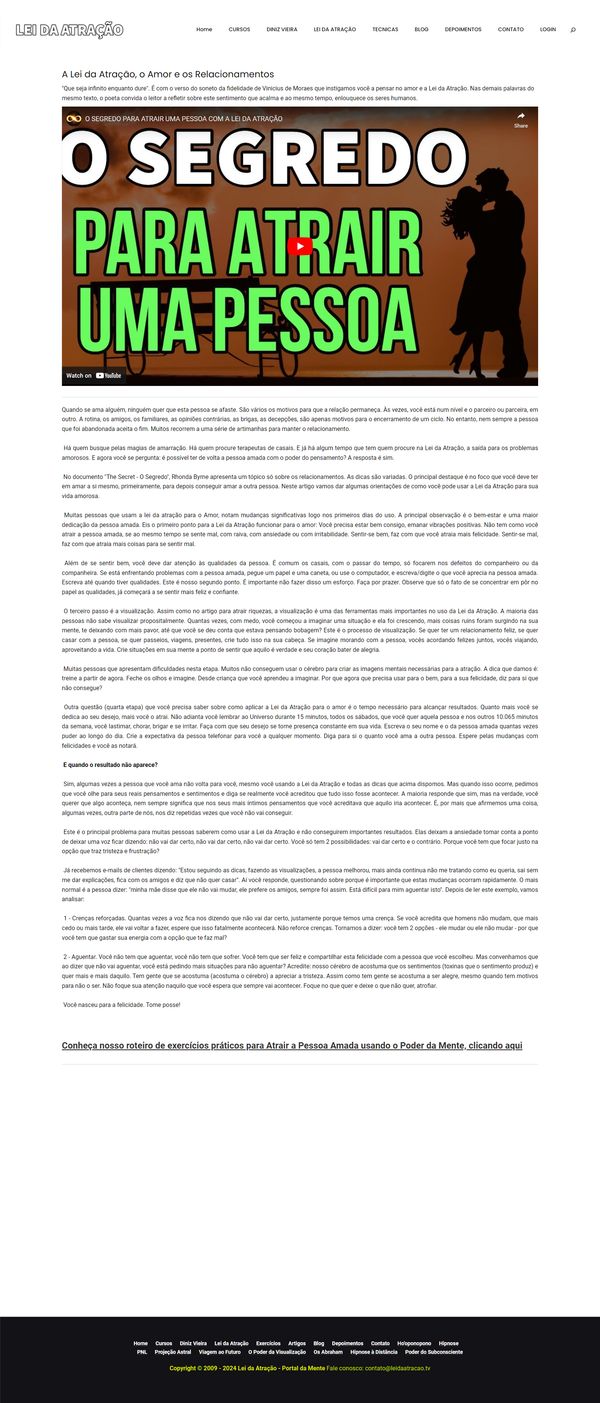 LEI DA ATRAÇÃO
Home CURSOS DINIZ VIEIRA LEI DA ATRAÇÃO TECNICAS BLOG DEPOIMENTOS CONTATO LOGIN
A Lei da Atração, o Amor e os Relacionamentos
"Que seja infinito enquanto dure". É com o verso do soneto da fidelidade de Vinícius de Moraes que instigamos você a pensar no amor e a Lei da Atração. Nas demais palavras do
mesmo texto, o poeta convida o leitor a refletir sobre este sentimento que acalma e ao mesmo tempo, enlouquece os seres humanos.
O SEGREDO PARA ATRAIR UMA PESSOA COM A LEI DA ATRAÇÃO
Share
O SEGREDO
PARA ATRAIR
UMA PESSOA
Watch on YouTube
Quando se ama alguém, ninguém quer que esta pessoa se afaste. São vários os motivos para que a relação permaneça. Às vezes, você está num nível e o parceiro ou parceira, em
outro. A rotina, os amigos, os familiares, as opiniões contrárias, as brigas, as decepções, são apenas motivos para o encerramento de um ciclo. No entanto, nem sempre a pessoa
que foi abandonada aceita o fim. Muitos recorrem a uma série de artimanhas para manter o relacionamento.
Há quem busque pelas magias de amarração. Há quem procure terapeutas de casais. E já há algum tempo que tem quem procure na Lei da Atração, a saída para os problemas
amorosos. E agora você se pergunta: é possível ter de volta a pessoa amada com o poder do pensamento? A resposta é sim.
No documento "The Secret - O Segredo", Rhonda Byrne apresenta um tópico só sobre os relacionamentos. As dicas são variadas. O principal destaque é no foco que você deve ter
em amar a si mesmo, primeiramente, para depois conseguir amar a outra pessoa. Neste artigo vamos dar algumas orientações de como você pode usar a Lei da Atração para sua
vida amorosa.
Muitas pessoas que usam a lei da atração para o Amor, notam mudanças significativas logo nos primeiros dias do uso. A principal observação é o bem-estar e uma maior
dedicação da pessoa amada. Eis o primeiro ponto para a Lei da Atração funcionar para o amor: Você precisa estar bem consigo, emanar vibrações positivas. Não tem como você
atrair a pessoa amada, se ao mesmo tempo se sente mal, com raiva, com ansiedade ou com irritabilidade. Sentir-se bem, faz com que você atraia mais felicidade. Sentir-se mal,
faz com que atraia mais coisas para se sentir mal.
Além de se sentir bem, você deve dar atenção às qualidades da pessoa. É comum os casais, com o passar do tempo, só focarem nos defeitos do companheiro ou da
companheira. Se está enfrentando problemas com a pessoa amada, pegue um papel e uma caneta, ou use o computador, e escreva/digite o que você aprecia na pessoa amada.
Escreva até quando tiver qualidades. Este é nosso segundo ponto. É importante não fazer disso um esforço. Faça por prazer. Observe que só o fato de se concentrar em pôr no
papel as qualidades, já começará a se sentir mais feliz e confiante.
O terceiro passo é a visualização. Assim como no artigo para atrair riquezas, a visualização é uma das ferramentas mais importantes no uso da Lei da Atração. A maioria das
pessoas não sabe visualizar propositalmente. Quantas vezes, com medo, você começou a imaginar uma situação e ela foi crescendo, mais coisas ruins foram surgindo na sua
mente, te deixando com mais pavor, até que você se deu conta que estava pensando bobagem? Este é o processo de visualização. Se quer ter um relacionamento feliz, se quer
casar com a pessoa, se quer passeios, viagens, presentes, crie tudo isso na sua cabeça. Se imagine morando com a pessoa, vocês acordando felizes juntos, vocês viajando,
aproveitando a vida. Crie situações em sua mente a ponto de sentir que aquilo é verdade e seu coração bater de alegria.
Muitas pessoas que apresentam dificuldades nesta etapa. Muitos não conseguem usar o cérebro para criar as imagens mentais necessárias para a atração. A dica que damos é:
treine a partir de agora. Feche os olhos e imagine. Desde criança que você aprendeu a imaginar. Por que agora que precisa usar para o bem, para a sua felicidade, diz para si que
não consegue?
Outra questão (quarta etapa) que você precisa saber sobre como aplicar a Lei da Atração para o amor é o tempo necessário para alcançar resultados. Quanto mais você se
dedica ao seu desejo, mais você o atrai. Não adianta você lembrar ao Universo durante 15 minutos, todos os sábados, que você quer aquela pessoa e nos outros 10.065 minutos
da semana, você lastimar, chorar, brigar e se irritar. Faça com que seu desejo se torne presença constante em sua vida. Escreva o seu nome e o da pessoa amada quantas vezes
puder ao longo do dia. Crie a expectativa da pessoa telefonar para você a qualquer momento. Diga para si o quanto você ama a outra pessoa. Espere pelas mudanças com
felicidades e você as notará.
E quando o resultado não aparece?
Sim, algumas vezes a pessoa que você ama não volta para você, mesmo você usando a Lei da Atração e todas as dicas que acima dispomos. Mas quando isso ocorre, pedimos
que você olhe para seus reais pensamentos e sentimentos e diga se realmente você acreditou que tudo isso fosse acontecer. A maioria responde que sim, mas na verdade, você
querer que algo aconteça, nem sempre significa que nos seus mais íntimos pensamentos que você acreditava que aquilo iria acontecer. É, por mais que afirmemos uma coisa,
algumas vezes, outra parte de nós, nos diz repetidas vezes que você não vai conseguir.
Este é o principal problema para muitas pessoas saberem como usar a Lei da Atração e não conseguirem importantes resultados. Elas deixam a ansiedade tomar conta a ponto
de deixar uma voz ficar dizendo: não vai dar certo, não vai dar certo, não vai dar certo. Você só tem 2 possibilidades: vai dar certo e o contrário. Porque você tem que focar justo na
opção que traz tristeza e frustração?
Já recebemos e-mails de clientes dizendo: "Estou seguindo as dicas, fazendo as visualizações, a pessoa melhorou, mais ainda continua não me tratando como eu queria, sai sem
me dar explicações, fica com os amigos e diz que não quer casar". Aí você responde, questionando sobre porque é importante que estas mudanças ocorram rapidamente. O mais
normal é a pessoa dizer: "minha mãe disse que ele não vai mudar, ele prefere os amigos, sempre foi assim. Está difícil para mim aguentar isto". Depois de ler este exemplo, vamos
analisar:
1 - Crenças reforçadas. Quantas vezes a voz fica nos dizendo que não vai dar certo, justamente porque temos uma crença. Se você acredita que homens não mudam, que mais
cedo ou mais tarde, ele vai voltar a fazer, espere que isso fatalmente acontecerá. Não reforce crenças. Tornamos a dizer: você tem 2 opções - ele mudar ou ele não mudar - por que
você tem que gastar sua energia com a opção que te faz mal?
2 - Aguentar. Você não tem que aguentar, você não tem que sofrer. Você tem que ser feliz e compartilhar esta felicidade com a pessoa que você escolheu. Mas convenhamos que
ao dizer que não vai aguentar, você está pedindo mais situações para não aguentar? Acredite: nosso cérebro de acostuma que os sentimentos (toxinas que o sentimento produz) e
quer mais e mais daquilo. Tem gente que se acostuma (acostuma o cérebro) a apreciar a tristeza. Assim como tem gente se acostuma a ser alegre, mesmo quando tem motivos
para não o ser. Não foque sua atenção naquilo que você espera que sempre vai acontecer. Foque no que quer e deixe o que não quer, atrofiar.
Você nasceu para a felicidade. Tome posse!
Conheça nosso roteiro de exercícios práticos para Atrair a Pessoa Amada usando o Poder da Mente, clicando aqui
Home Cursos Diniz Vieira Lei da Atração Exercícios Artigos Blog Depoimentos Contato Ho'oponopono Hipnose
PNL Projeção Astral Viagem ao Futuro O Poder da Visualização Os Abraham Hipnose à Distância Poder do Subconsciente
Copyright © 2009 - 2024 Lei da Atração - Portal da Mente Fale conosco: contato@leidaatracao.tv